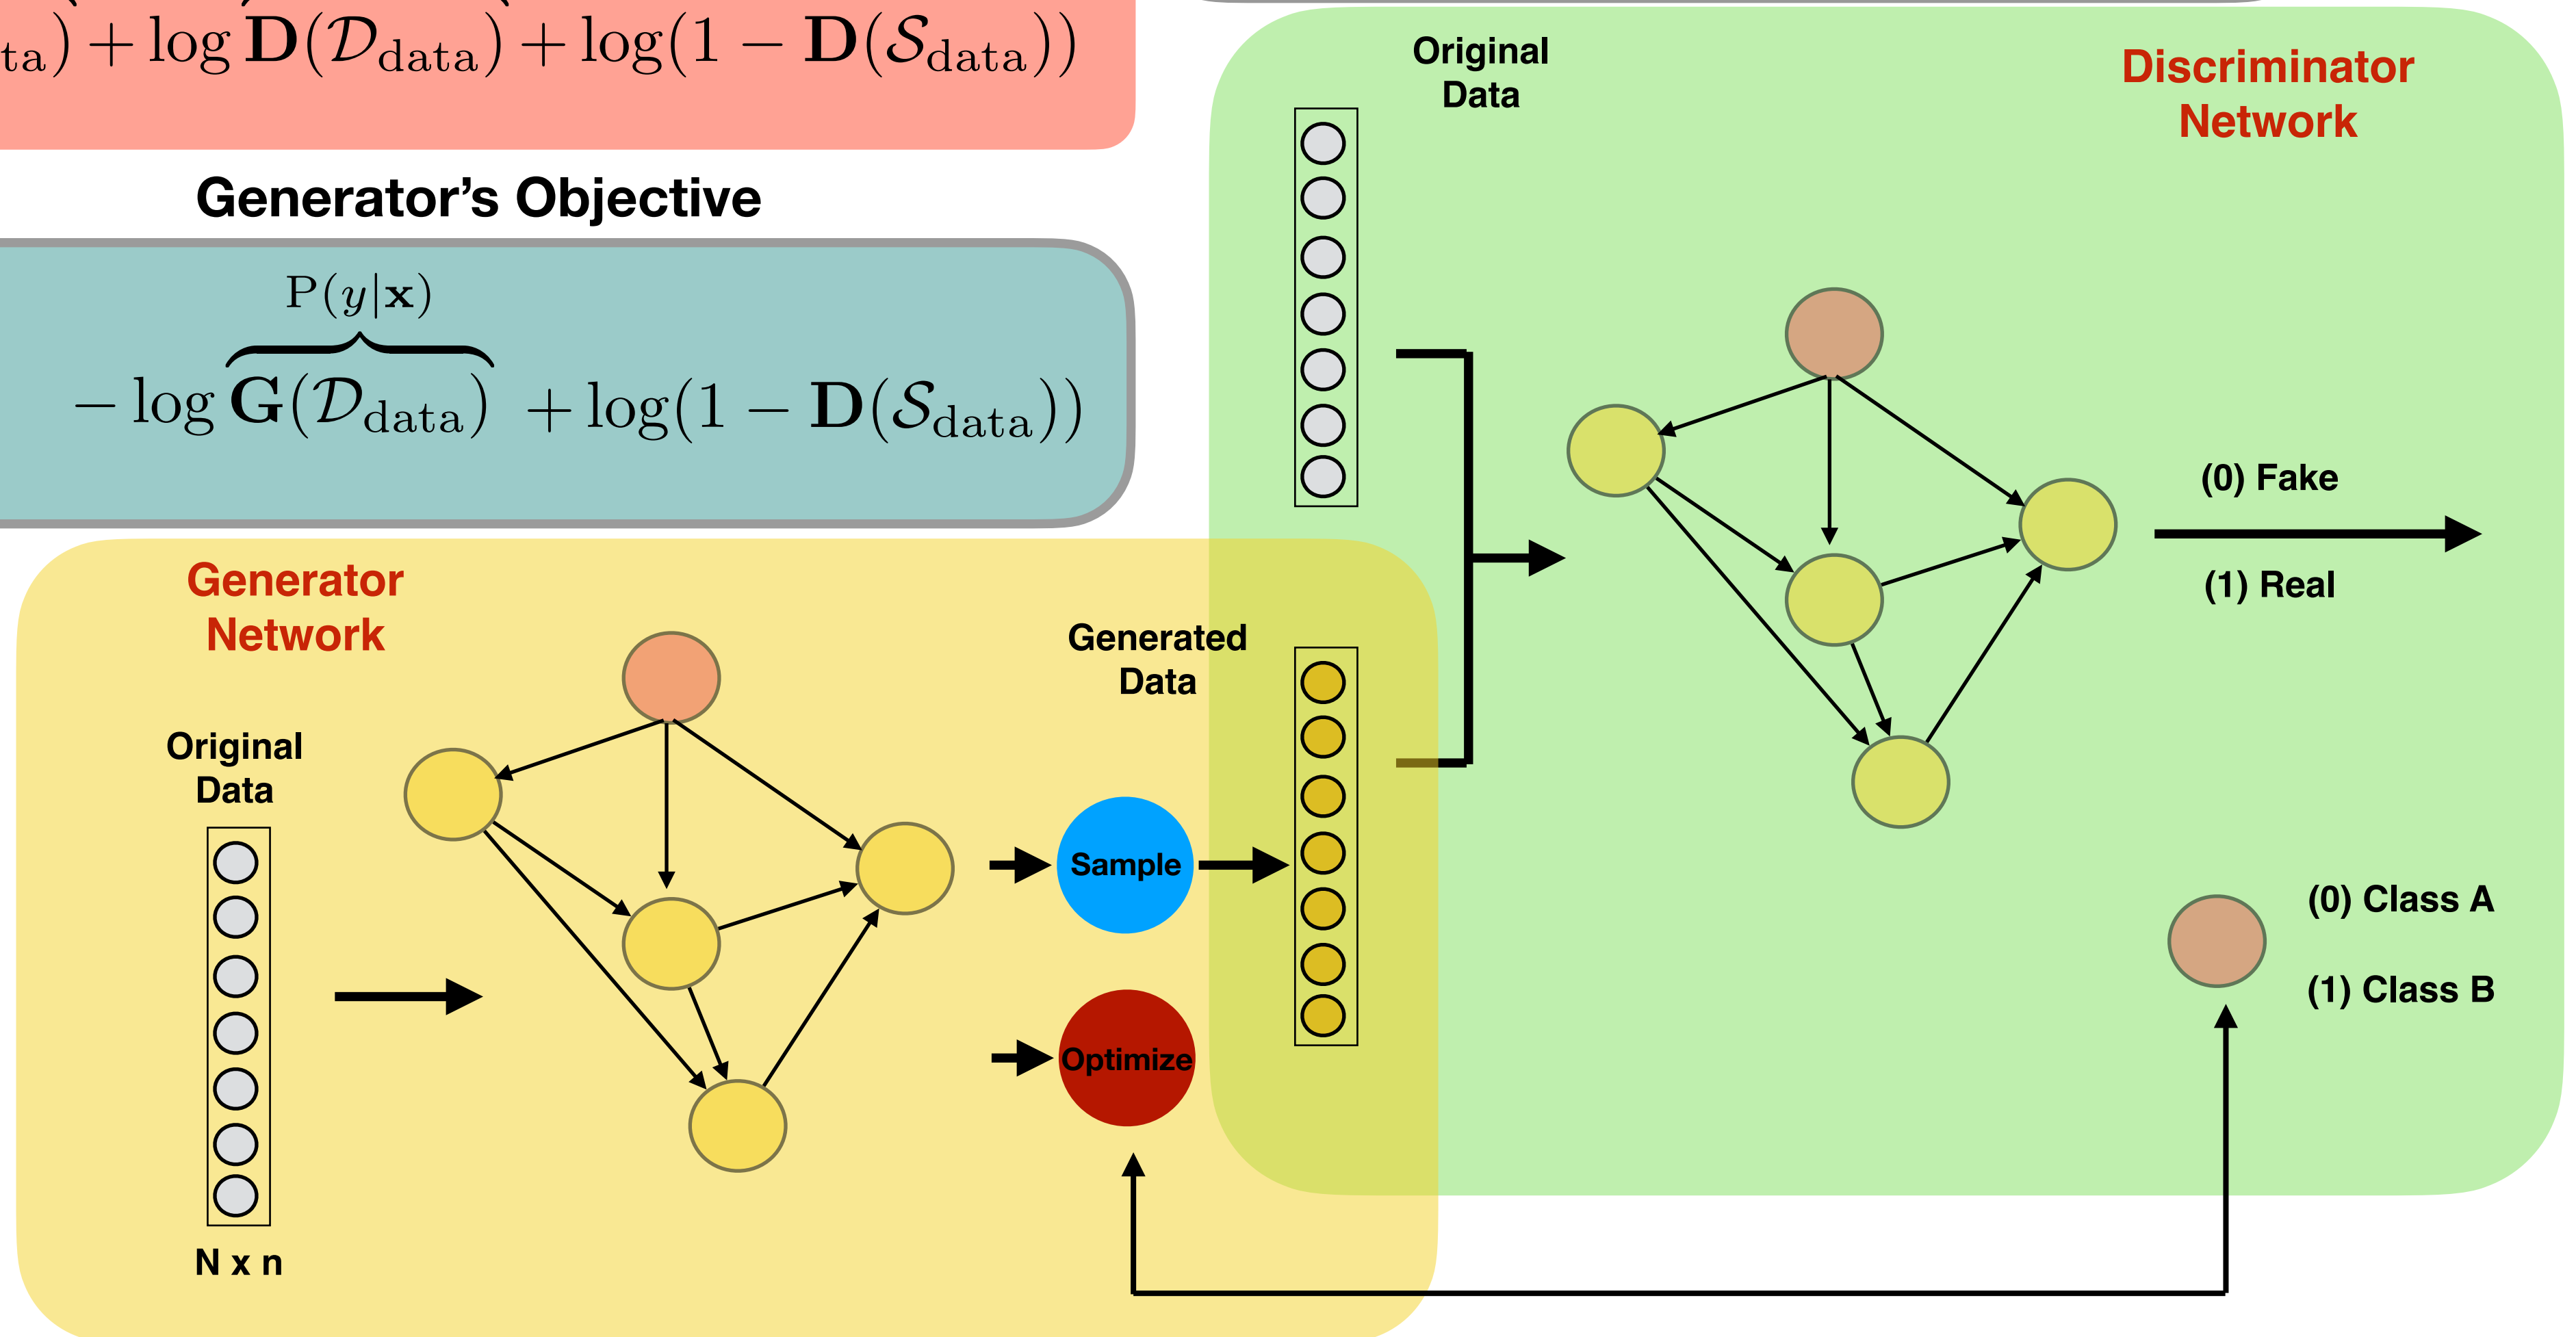 ta) + log D(𝒟data) + log(1 − D(𝒮data))
Generator’s Objective
P(y|x)
− log G(𝒟data) + log(1 − D(𝒮data))
Generator
Network
Original
Data
N x n
Generated
Data
Sample
Optimize
Original
Data
Discriminator
Network
(0) Fake
(1) Real
(0) Class A
(1) Class B